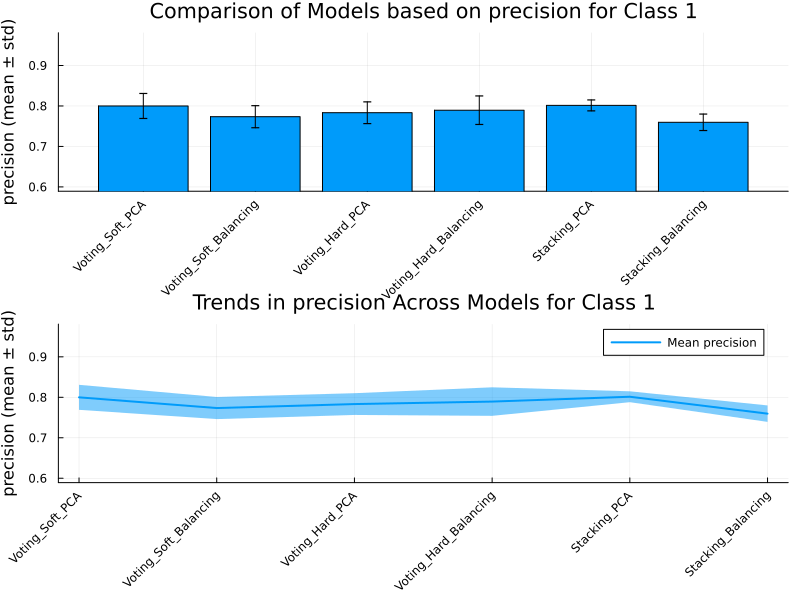 Comparison of Models based on precision for Class 1
precision (mean ± std)
0.9
0.8
0.7
0.6
Voting_Soft_PCA
Voting_Soft_Balancing
Voting_Hard_PCA
Voting_Hard_Balancing
Stacking_PCA
Stacking_Balancing
Trends in precision Across Models for Class 1
precision (mean ± std)
Mean precision
0.9
0.8
0.7
0.6
Voting_Soft_PCA
Voting_Soft_Balancing
Voting_Hard_PCA
Voting_Hard_Balancing
Stacking_PCA
Stacking_Balancing